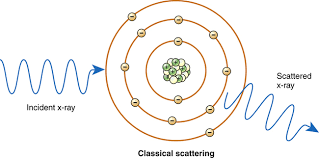 Incident x-ray
Scattered
x-ray
Classical scattering